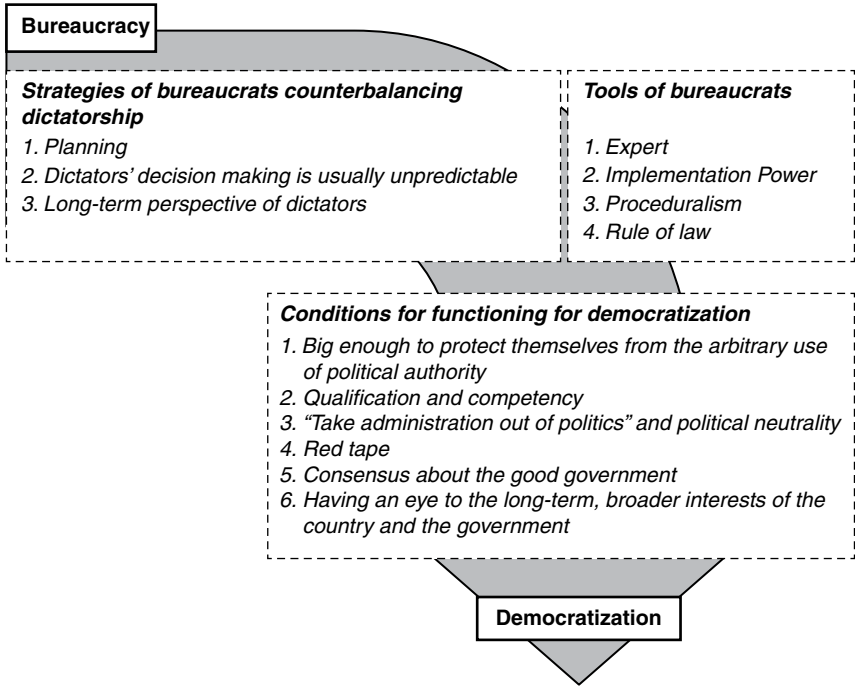 Bureaucracy
Strategies of bureaucrats counterbalancing
dictatorship
1. Planning
2. Dictators’ decision making is usually unpredictable
3. Long-term perspective of dictators
Tools of bureaucrats
1. Expert
2. Implementation Power
3. Proceduralism
4. Rule of law
Conditions for functioning for democratization
1. Big enough to protect themselves from the arbitrary use
of political authority
2. Qualification and competency
3. “Take administration out of politics” and political neutrality
4. Red tape
5. Consensus about the good government
6. Having an eye to the long-term, broader interests of the
country and the government
Democratization